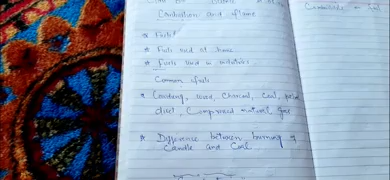 Combustion and flame
* Fuels?
* Fuels used at home
* Fuels used in industries
Common fuels
* Cowdung, wood, Charcoal, Coal, petrol
diesel, Compressed natural gas
* Difference between burning of
Candle and Coal